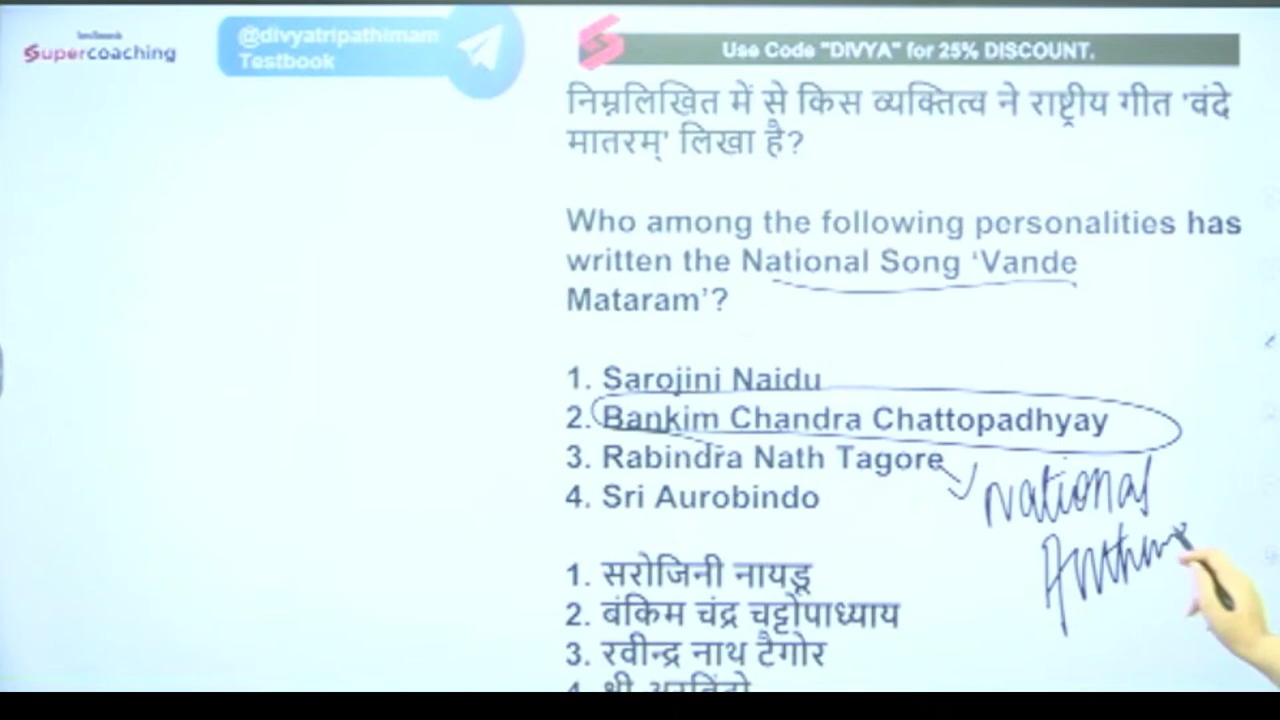 testbook
Supercoaching
@divyatripathimam
Testbook
Use Code "DIVYA" for 25% DISCOUNT.
निम्नलिखित में से किस व्यक्तित्व ने राष्ट्रीय गीत 'वंदे
मातरम्' लिखा है?
Who among the following personalities has
written the National Song ‘Vande
Mataram’?
1. Sarojini Naidu
2. Bankim Chandra Chattopadhyay
3. Rabindra Nath Tagore
4. Sri Aurobindo
National
1. सरोजिनी नायडू
2. बंकिम चंद्र चट्टोपाध्याय
3. रवीन्द्र नाथ टैगोर